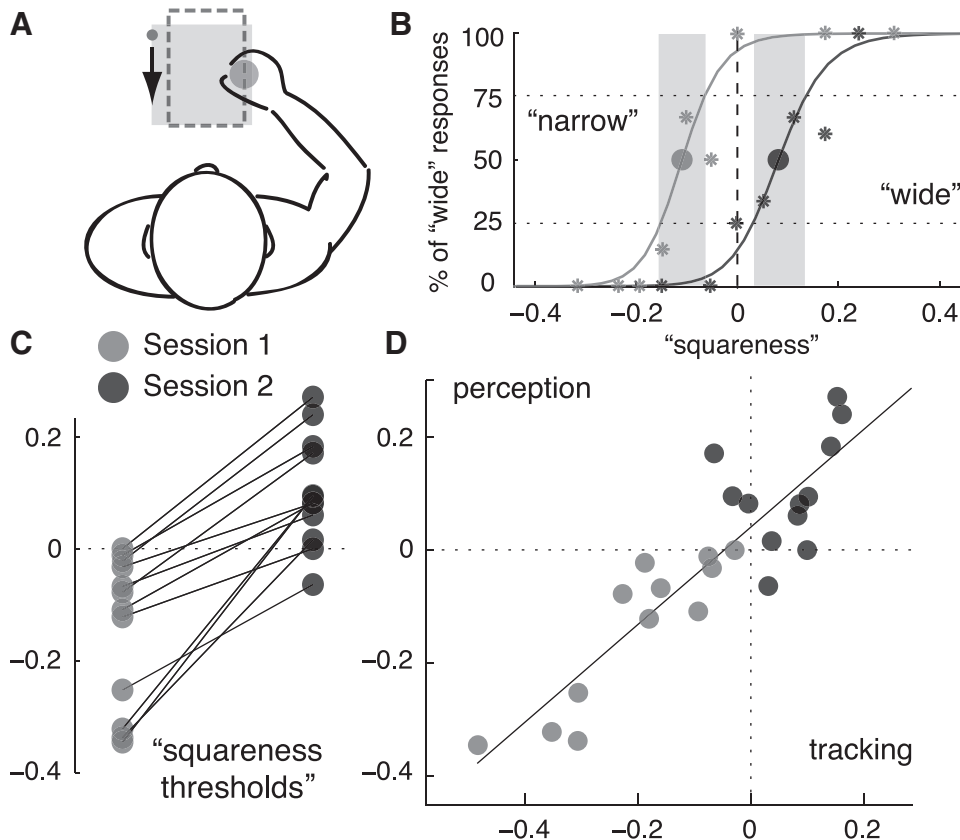 A
B
% of “wide” responses
100
75
50
25
0
“narrow”
“wide”
−0.4
−0.2
0
0.2
0.4
“squareness”
C
Session 1
Session 2
0.2
0
−0.2
−0.4
“squareness
thresholds”
D
perception
0.2
0
−0.2
−0.4
tracking
−0.4
−0.2
0
0.2